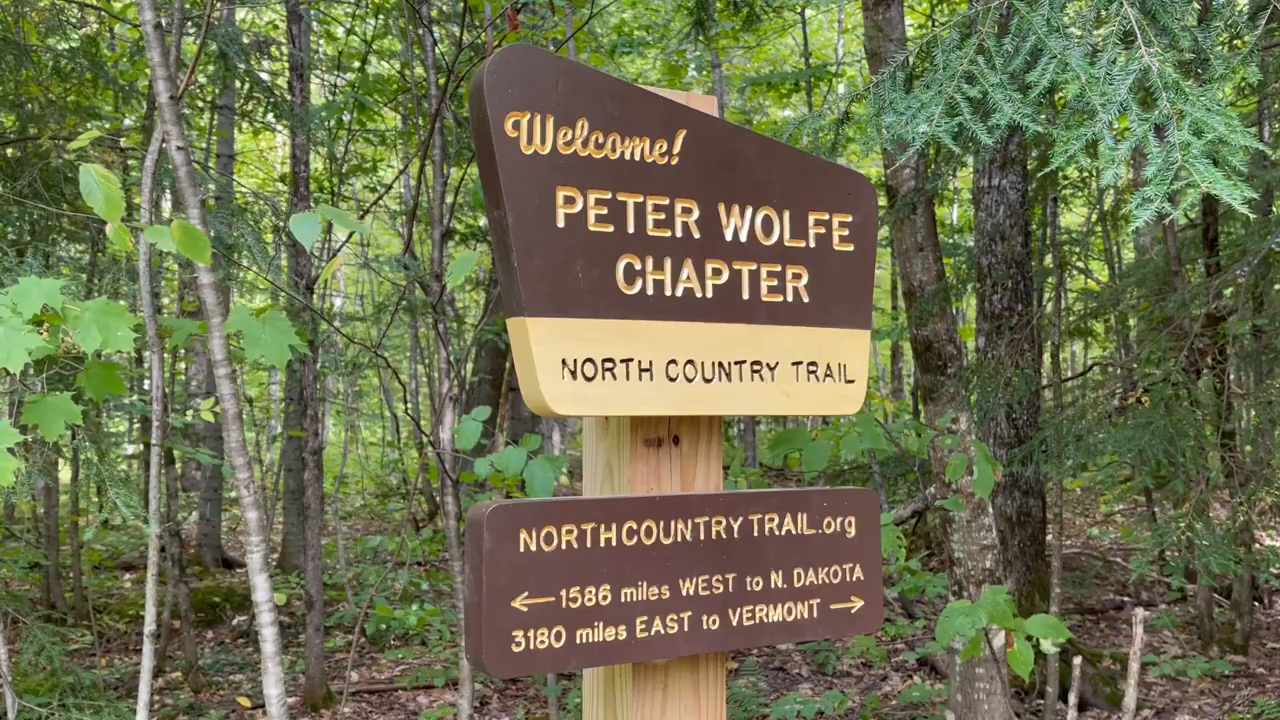 Welcome!
PETER WOLFE
CHAPTER
NORTH COUNTRY TRAIL
NORTHCOUNTRYTRAIL.org
← 1586 miles WEST to N. DAKOTA
3180 miles EAST to VERMONT →